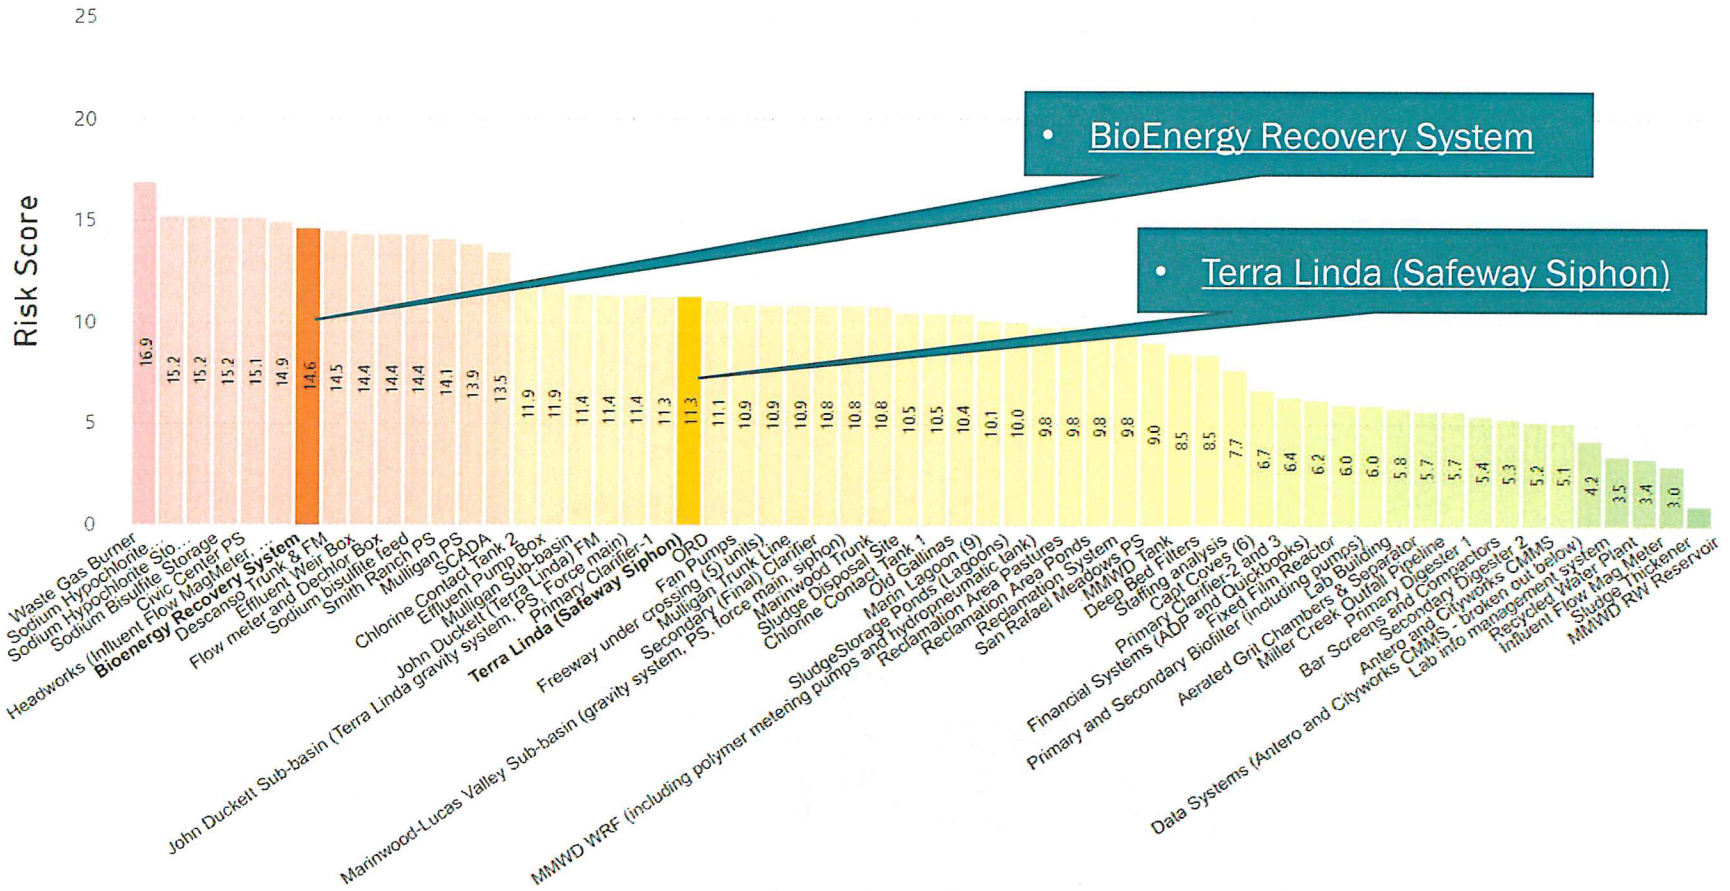 25
20
15
10
5
0
Risk Score
• BioEnergy Recovery System
• Terra Linda (Safeway Siphon)
16.9
15.2
15.2
15.2
15.1
14.9
14.6
14.5
14.4
14.4
14.4
14.1
13.9
13.5
11.9
11.9
11.4
11.4
11.4
11.3
11.3
11.1
10.9
10.9
10.9
10.8
10.8
10.8
10.5
10.5
10.4
10.1
10.0
9.8
9.8
9.8
9.8
9.0
8.5
8.5
7.7
6.7
6.4
6.2
6.0
6.0
5.8
5.7
5.7
5.4
5.3
5.2
5.1
4.2
3.5
3.4
3.0
Waste Gas Burner
Sodium Hypochlorite...
Sodium Hypochlorite Sto...
Sodium Bisulfite Storage
Civic Center PS
Headworks (Influent Flow MagMeter, ...
Bioenergy Recovery System
Descanso Trunk & FM
Effluent Weir Box
Flow meter and Dechlor Box
Sodium bisulfite feed
Smith Ranch PS
Mulligan PS
SCADA
Chlorine Contact Tank 2
Effluent Pump Box
Mulligan Sub-basin
John Duckett (Terra Linda) FM
John Duckett Sub-basin (Terra Linda gravity system, PS, Force main)
Primary Clarifier-1
Terra Linda (Safeway Siphon)
ORD
Fan Pumps
Freeway under crossing (5) units)
Mulligan Trunk Line
Secondary (Final) Clarifier
Marinwood-Lucas Valley Sub-basin (gravity system, PS, force main, siphon)
Marinwood Trunk
Sludge Disposal Site
Chlorine Contact Tank 1
Old Gallinas
Marin Lagoon (9)
SludgeStorage Ponds (Lagoons)
MMWD WRF (including polymer metering pumps and hydropneumatic tank)
Reclamation Area Pastures
Reclamation Area Ponds
Reclamation System
San Rafael Meadows PS
MMWD Tank
Deep Bed Filters
Staffing analysis
Capt Coves (6)
Primary Clarifier-2 and 3
Financial Systems (ADP and Quickbooks)
Fixed Film Reactor
Primary and Secondary Biofilter (including pumps)
Lab Building
Aerated Grit Chambers & Separator
Miller Creek Outfall Pipeline
Primary Digester 1
Bar Screens and Compactors
Secondary Digester 2
Antero and Cityworks CMMS
Data Systems (Antero and Cityworks CMMS - broken out below)
Lab info management system
Recycled Water Plant
Influent Flow Mag Meter
Sludge Thickener
MMWD RW Reservoir